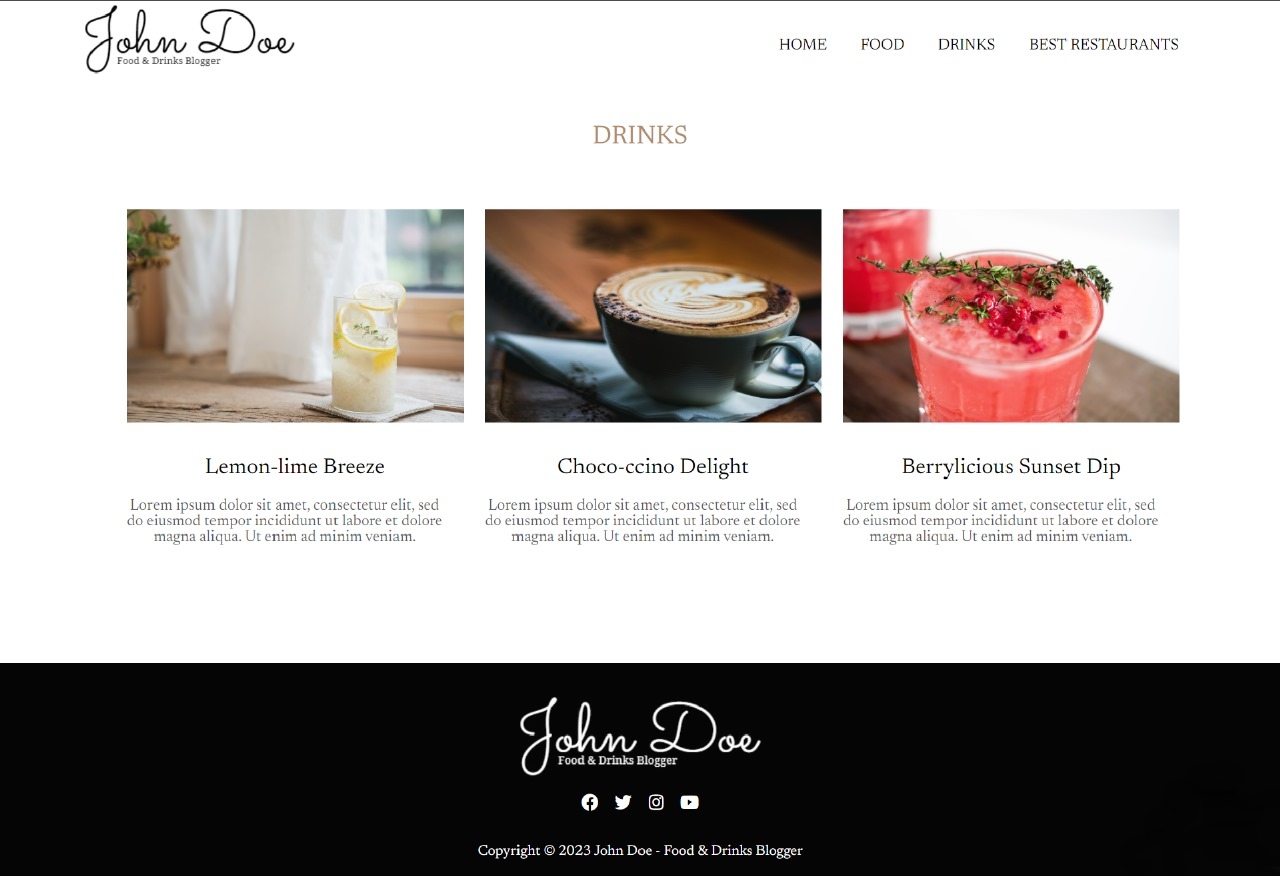 John Doe
Food & Drinks Blogger
HOME FOOD DRINKS BEST RESTAURANTS
DRINKS
Lemon-lime Breeze
Lorem ipsum dolor sit amet, consectetur elit, sed
do eiusmod tempor incididunt ut labore et dolore
magna aliqua. Ut enim ad minim veniam.
Choco-ccino Delight
Lorem ipsum dolor sit amet, consectetur elit, sed
do eiusmod tempor incididunt ut labore et dolore
magna aliqua. Ut enim ad minim veniam.
Berrylicious Sunset Dip
Lorem ipsum dolor sit amet, consectetur elit, sed
do eiusmod tempor incididunt ut labore et dolore
magna aliqua. Ut enim ad minim veniam.
John Doe
Food & Drinks Blogger
Copyright © 2023 John Doe - Food & Drinks Blogger